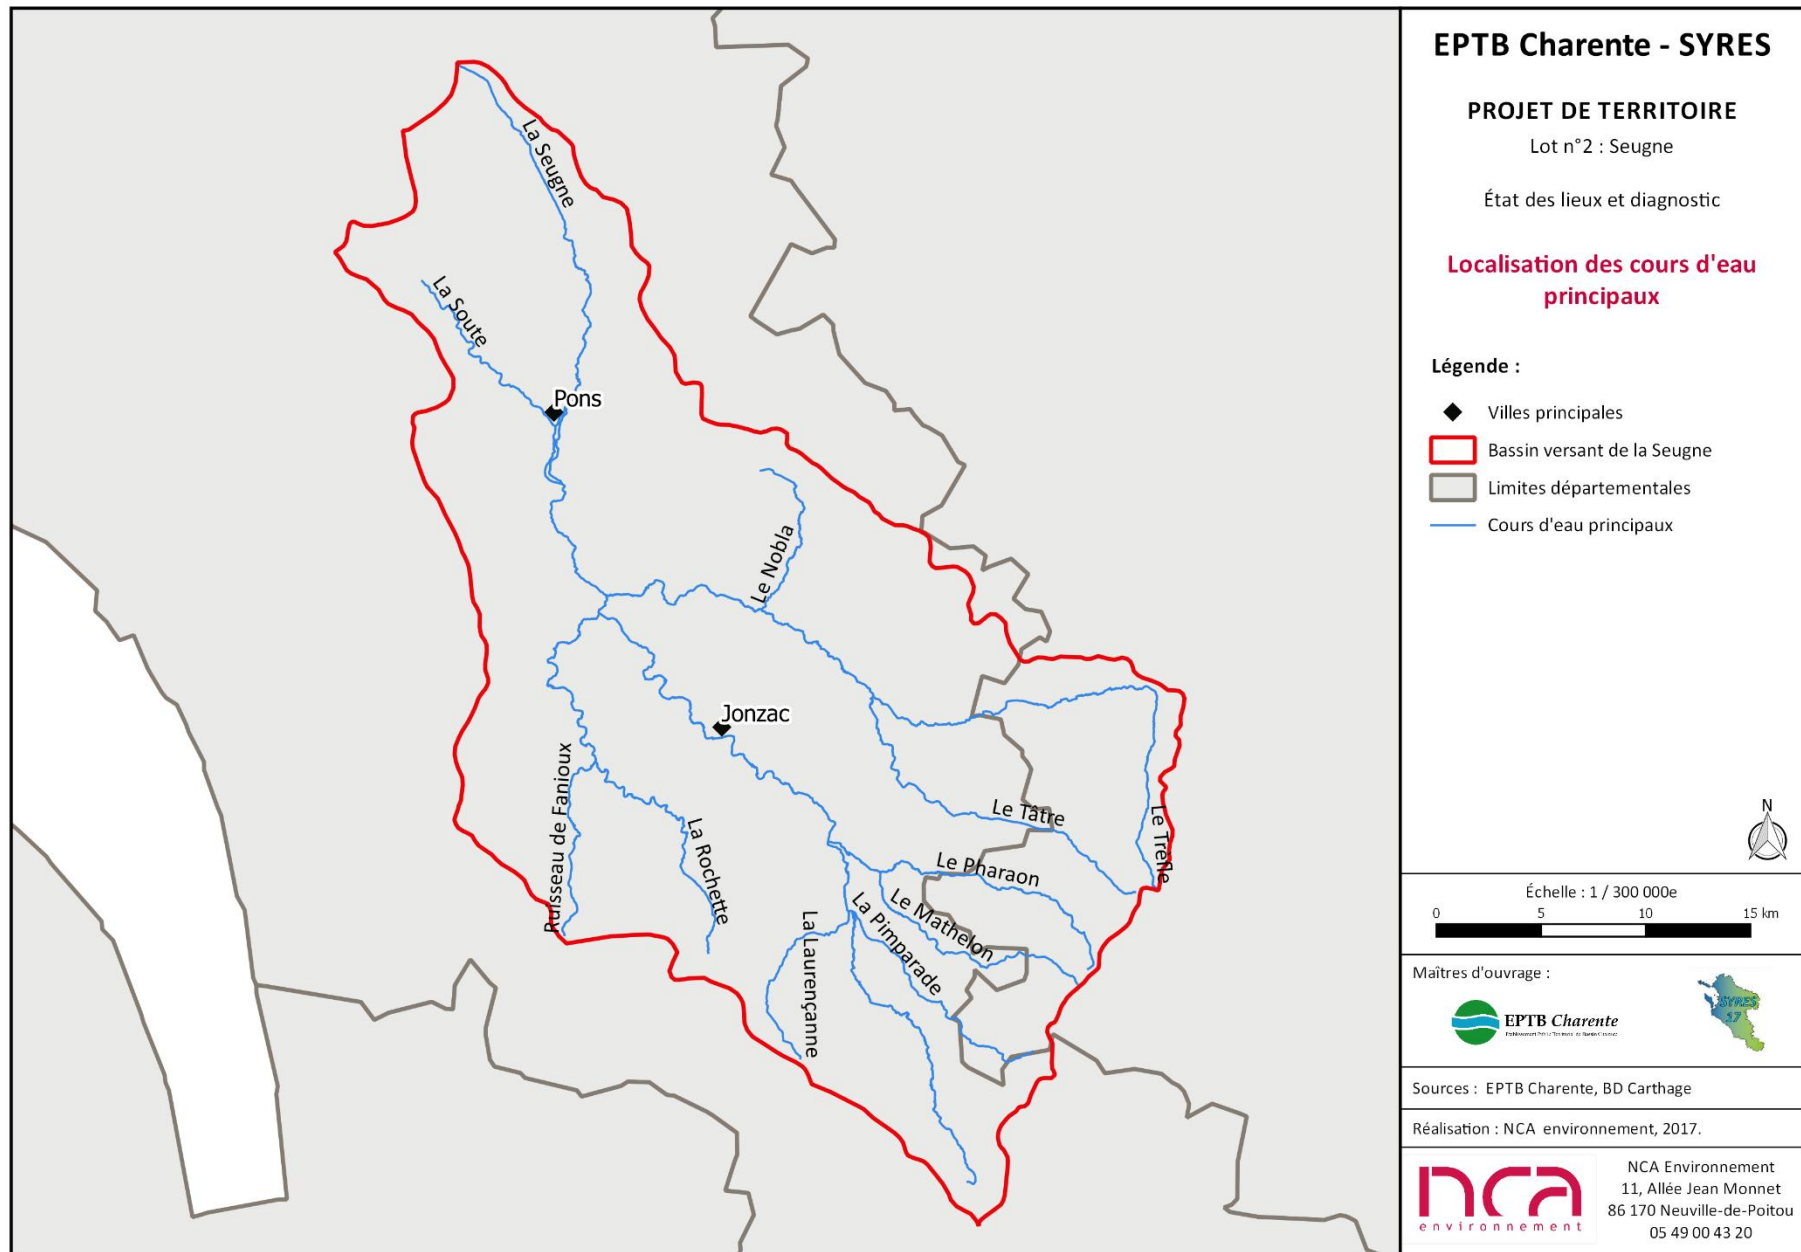 La Seugne
La Soute
Pons
Le Nobla
Jonzac
Ruisseau de Fanioux
La Rochette
Le Tâtre
Le Trèfle
Le Pharaon
Le Mathelon
La Pimparade
La Laurençanne
EPTB Charente - SYRES
PROJET DE TERRITOIRE
Lot n°2 : Seugne
État des lieux et diagnostic
Localisation des cours d'eau
principaux
Légende :
Villes principales
Bassin versant de la Seugne
Limites départementales
Cours d'eau principaux
N
Échelle : 1 / 300 000e
0 5 10 15 km
Maîtres d'ouvrage :
EPTB Charente
SYRES
17
Sources : EPTB Charente, BD Carthage
Réalisation : NCA environnement, 2017.
nca
environnement
NCA Environnement
11, Allée Jean Monnet
86 170 Neuville-de-Poitou
05 49 00 43 20